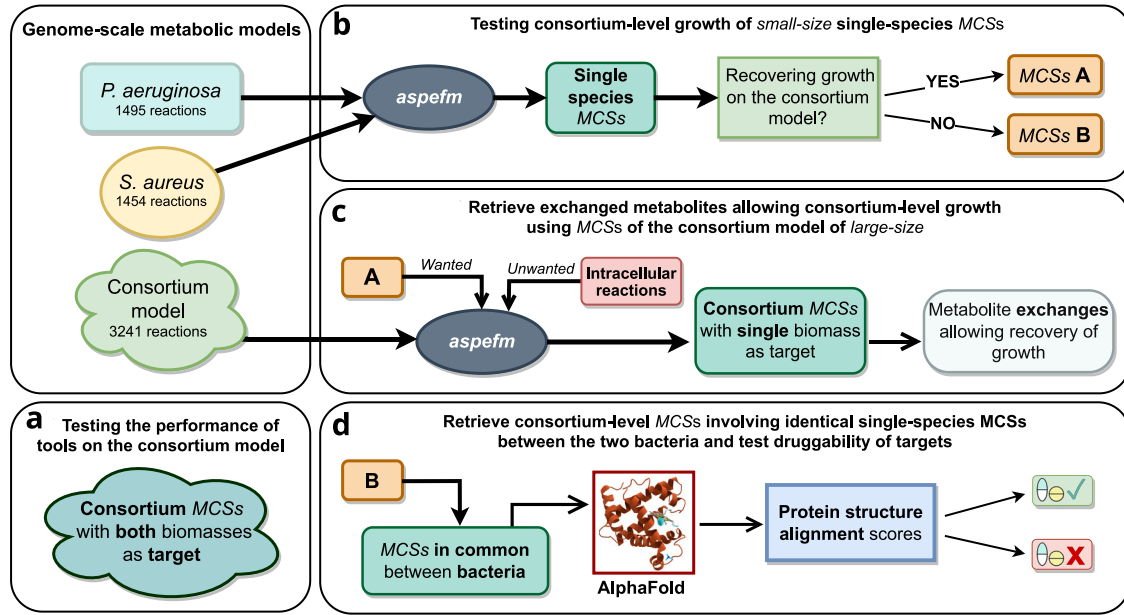 Genome-scale metabolic models
P. aeruginosa
1495 reactions
S. aureus
1454 reactions
Consortium
model
3241 reactions
a
Testing the performance of
tools on the consortium model
Consortium MCSs
with both biomasses
as target
b
Testing consortium-level growth of small-size single-species MCSs
aspefm
Single
species
MCSs
Recovering growth
on the consortium
model?
YES
NO
MCSs A
MCSs B
c
Retrieve exchanged metabolites allowing consortium-level growth
using MCSs of the consortium model of large-size
A
Wanted
Unwanted
Intracellular
reactions
aspefm
Consortium MCSs
with single biomass
as target
Metabolite exchanges
allowing recovery of
growth
d
Retrieve consortium-level MCSs involving identical single-species MCSs
between the two bacteria and test druggability of targets
B
MCSs in common
between bacteria
AlphaFold
Protein structure
alignment scores